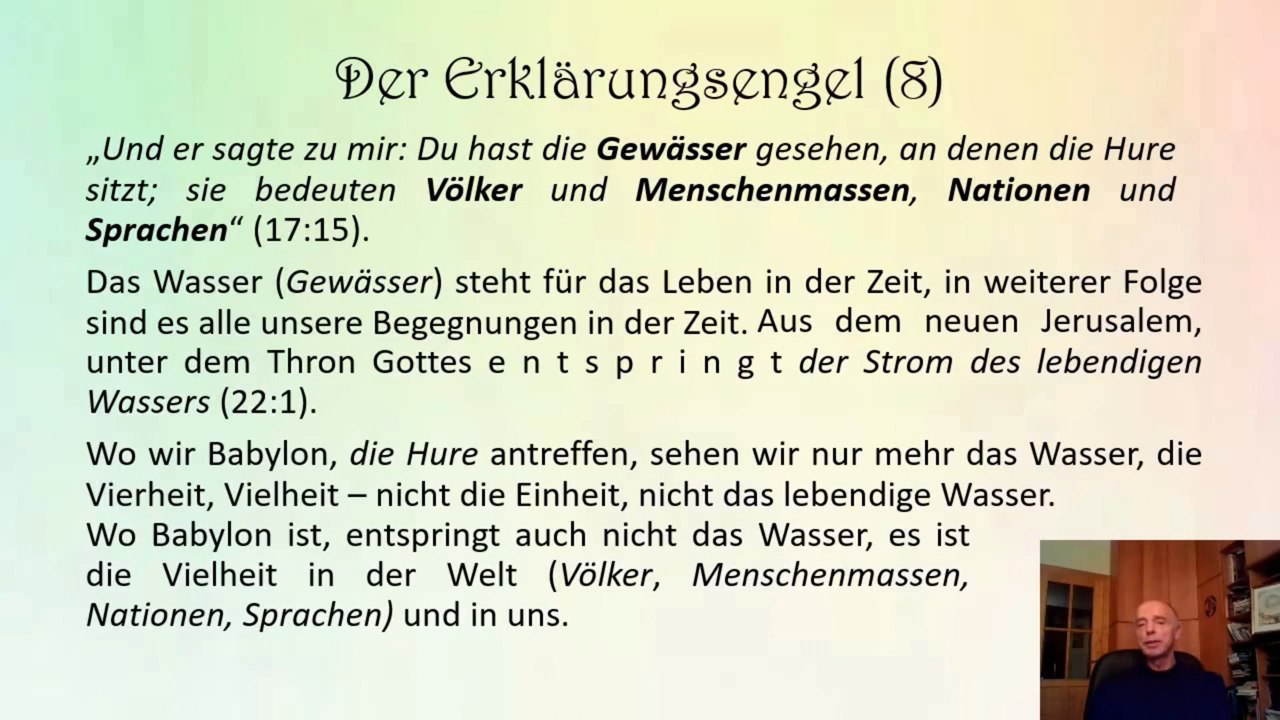 Der Erklärungsengel (8)
„Und er sagte zu mir: Du hast die Gewässer gesehen, an denen die Hure
sitzt; sie bedeuten Völker und Menschenmassen, Nationen und
Sprachen“ (17:15).
Das Wasser (Gewässer) steht für das Leben in der Zeit, in weiterer Folge
sind es alle unsere Begegnungen in der Zeit. Aus dem neuen Jerusalem,
unter dem Thron Gottes e n t s p r i n g t der Strom des lebendigen
Wassers (22:1).
Wo wir Babylon, die Hure antreffen, sehen wir nur mehr das Wasser, die
Vierheit, Vielheit – nicht die Einheit, nicht das lebendige Wasser.
Wo Babylon ist, entspringt auch nicht das Wasser, es ist
die Vielheit in der Welt (Völker, Menschenmassen,
Nationen, Sprachen) und in uns.